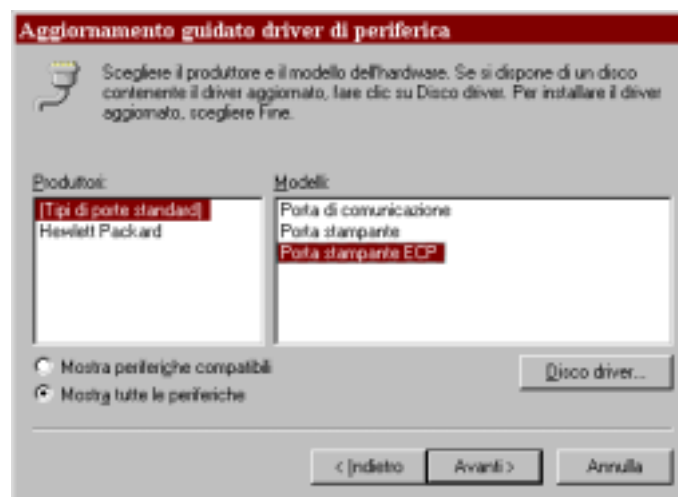 Aggiornamento guidato driver di periferica
Scegliere il produttore e il modello dell'hardware. Se si dispone di un disco
contenente il driver aggiornato, fare clic su Disco driver. Per installare il driver
aggiornato, scegliere Fine.
Produttori:
Modelli:
[Tipi di porte standard]
Hewlett Packard
Porta di comunicazione
Porta stampante
Porta stampante ECP
Mostra periferighe compatibili
Mostra tutte le periferiche
Disco driver...
< Indietro
Avanti >
Annulla